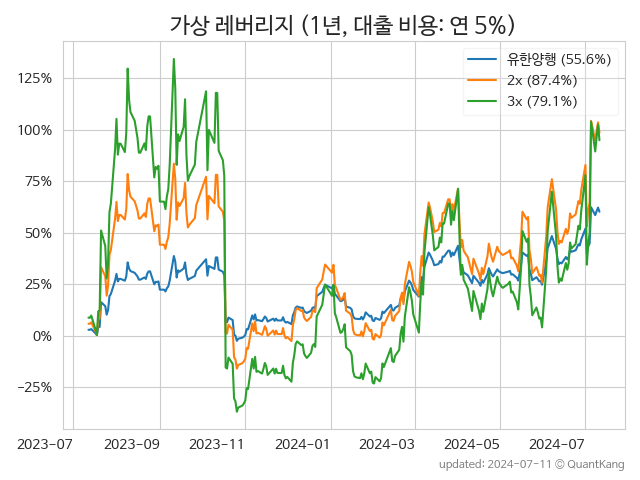 가상 레버리지 (1년, 대출 비용: 연 5%)
유한양행 (55.6%)
2x (87.4%)
3x (79.1%)
125%
100%
75%
50%
25%
0%
−25%
2023-07
2023-09
2023-11
2024-01
2024-03
2024-05
2024-07
updated: 2024-07-11 © QuantKang